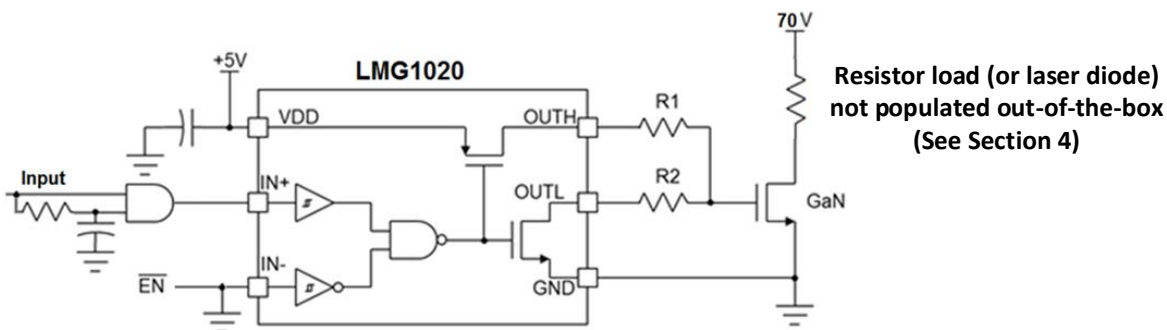 70 V
+5V
LMG1020
Resistor load (or laser diode)
not populated out-of-the-box
(See Section 4)
VDD
OUTH
R1
Input
IN+
OUTL
R2
GaN
IN-
EN
GND